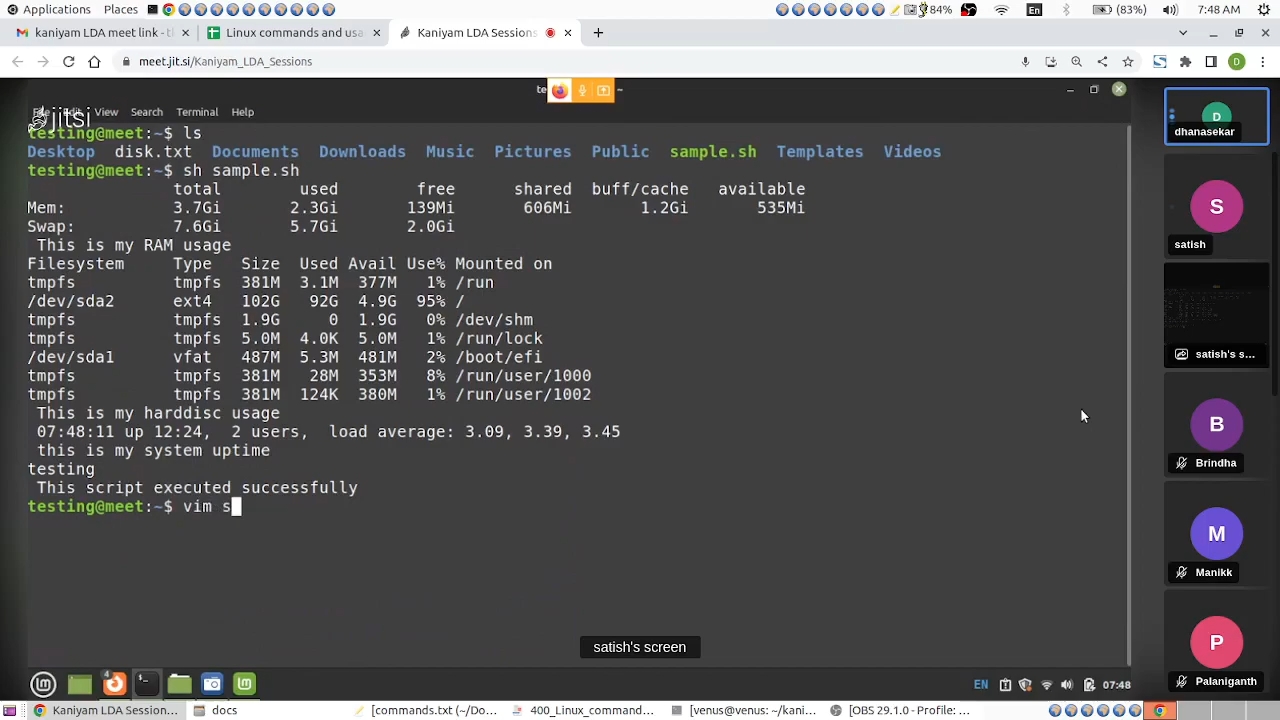 Applications Places 84% En (83%) 7:48 AM
kaniyam LDA meet link - t Linux commands and usa Kaniyam LDA Sessions
meet.jit.si/Kaniyam_LDA_Sessions
te
View Search Terminal Help
jitsi
testing@meet:~$ ls
Desktop disk.txt Documents Downloads Music Pictures Public sample.sh Templates Videos
testing@meet:~$ sh sample.sh
total used free shared buff/cache available
Mem: 3.7Gi 2.3Gi 139Mi 606Mi 1.2Gi 535Mi
Swap: 7.6Gi 5.7Gi 2.0Gi
This is my RAM usage
Filesystem Type Size Used Avail Use% Mounted on
tmpfs tmpfs 381M 3.1M 377M 1% /run
/dev/sda2 ext4 102G 92G 4.9G 95% /
tmpfs tmpfs 1.9G 0 1.9G 0% /dev/shm
tmpfs tmpfs 5.0M 4.0K 5.0M 1% /run/lock
/dev/sda1 vfat 487M 5.3M 481M 2% /boot/efi
tmpfs tmpfs 381M 28M 353M 8% /run/user/1000
tmpfs tmpfs 381M 124K 380M 1% /run/user/1002
This is my harddisc usage
07:48:11 up 12:24, 2 users, load average: 3.09, 3.39, 3.45
this is my system uptime
testing
This script executed successfully
testing@meet:~$ vim s
satish's screen
EN 07:48
D
dhanasekar
S
satish
satish's s...
B
Brindha
M
Manikk
P
Palaniganth
Kaniyam LDA Sessions... docs [commands.txt (~/Do... 400_Linux_command... [venus@venus: ~/kani... [OBS 29.1.0 - Profile: ...